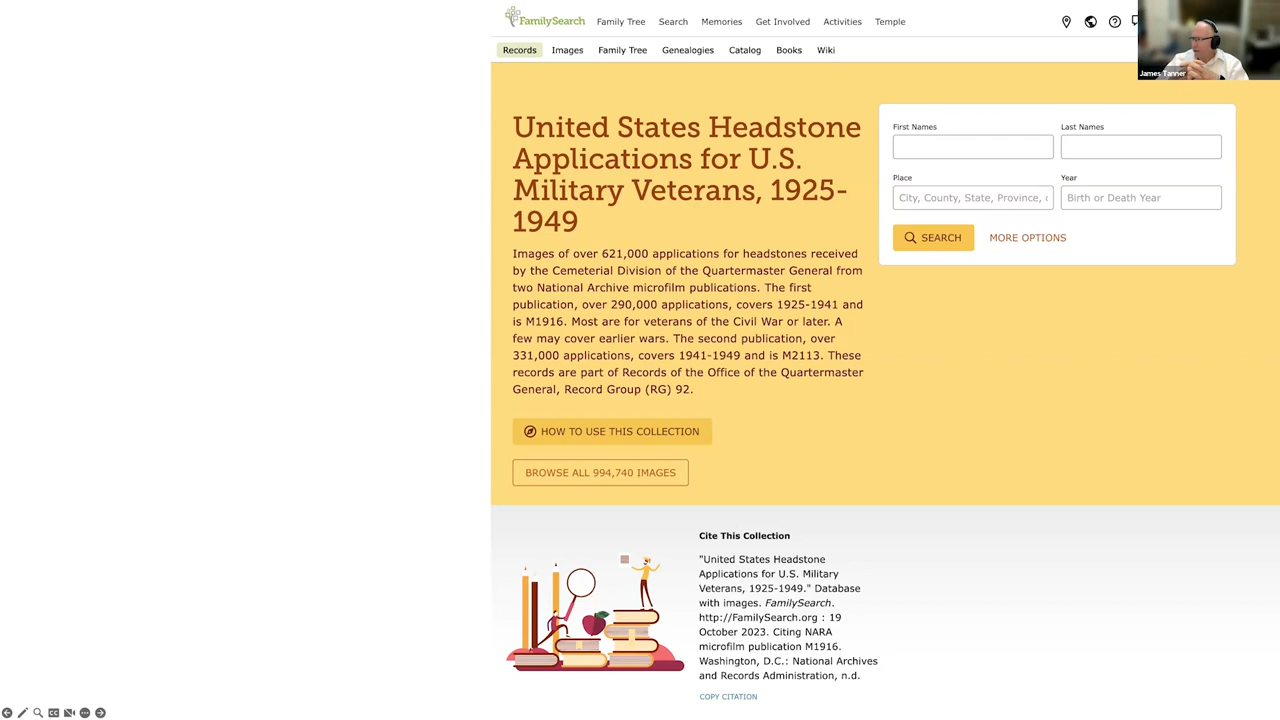 FamilySearch
Family Tree Search Memories Get Involved Activities Temple
Records Images Family Tree Genealogies Catalog Books Wiki
James Tanner
United States Headstone
Applications for U.S.
Military Veterans, 1925-
1949
Images of over 621,000 applications for headstones received
by the Cemeterial Division of the Quartermaster General from
two National Archive microfilm publications. The first
publication, over 290,000 applications, covers 1925-1941 and
is M1916. Most are for veterans of the Civil War or later. A
few may cover earlier wars. The second publication, over
331,000 applications, covers 1941-1949 and is M2113. These
records are part of Records of the Office of the Quartermaster
General, Record Group (RG) 92.
HOW TO USE THIS COLLECTION
BROWSE ALL 994,740 IMAGES
First Names Last Names
Place Year
City, County, State, Province, Birth or Death Year
SEARCH MORE OPTIONS
Cite This Collection
"United States Headstone
Applications for U.S. Military
Veterans, 1925-1949." Database
with images. FamilySearch.
http://FamilySearch.org : 19
October 2023. Citing NARA
microfilm publication M1916.
Washington, D.C.: National Archives
and Records Administration, n.d.
COPY CITATION